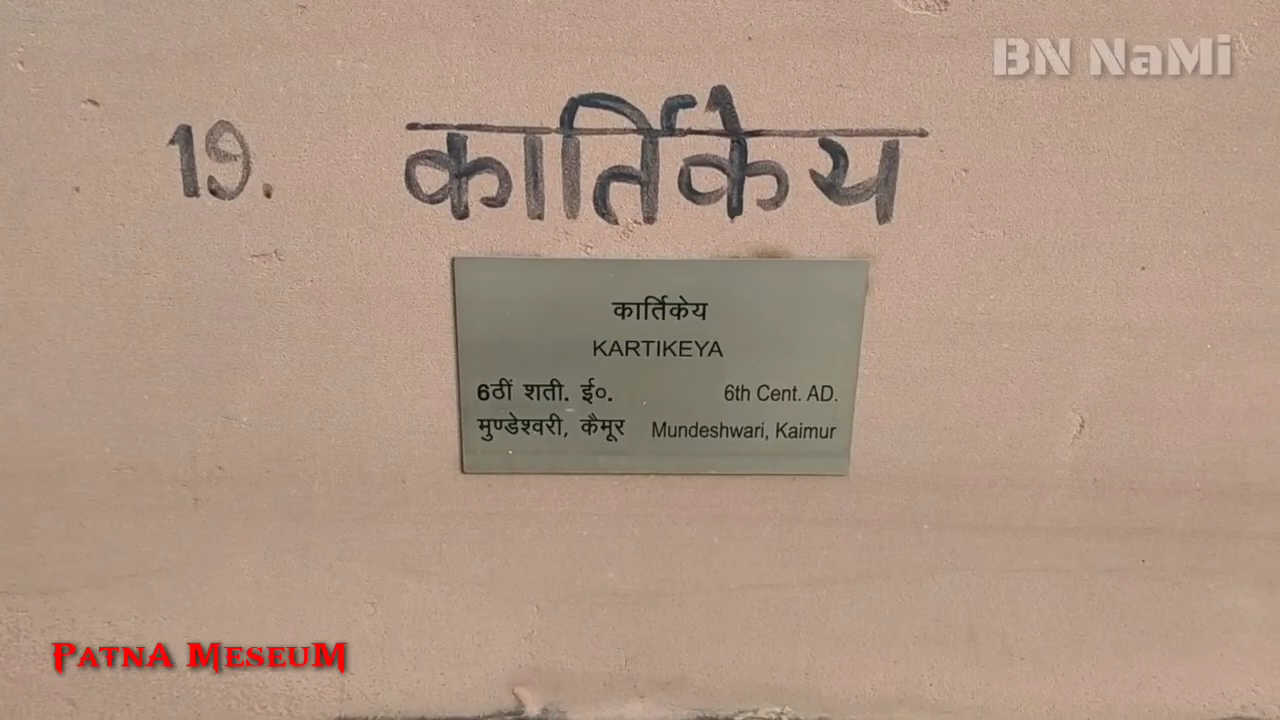 BN NaMi
19. कार्तिकेय
कार्तिकेय
KARTIKEYA
6ठीं शती. ई०. 6th Cent. AD.
मुण्डेश्वरी, कैमूर Mundeshwari, Kaimur
PATNA MESEUM